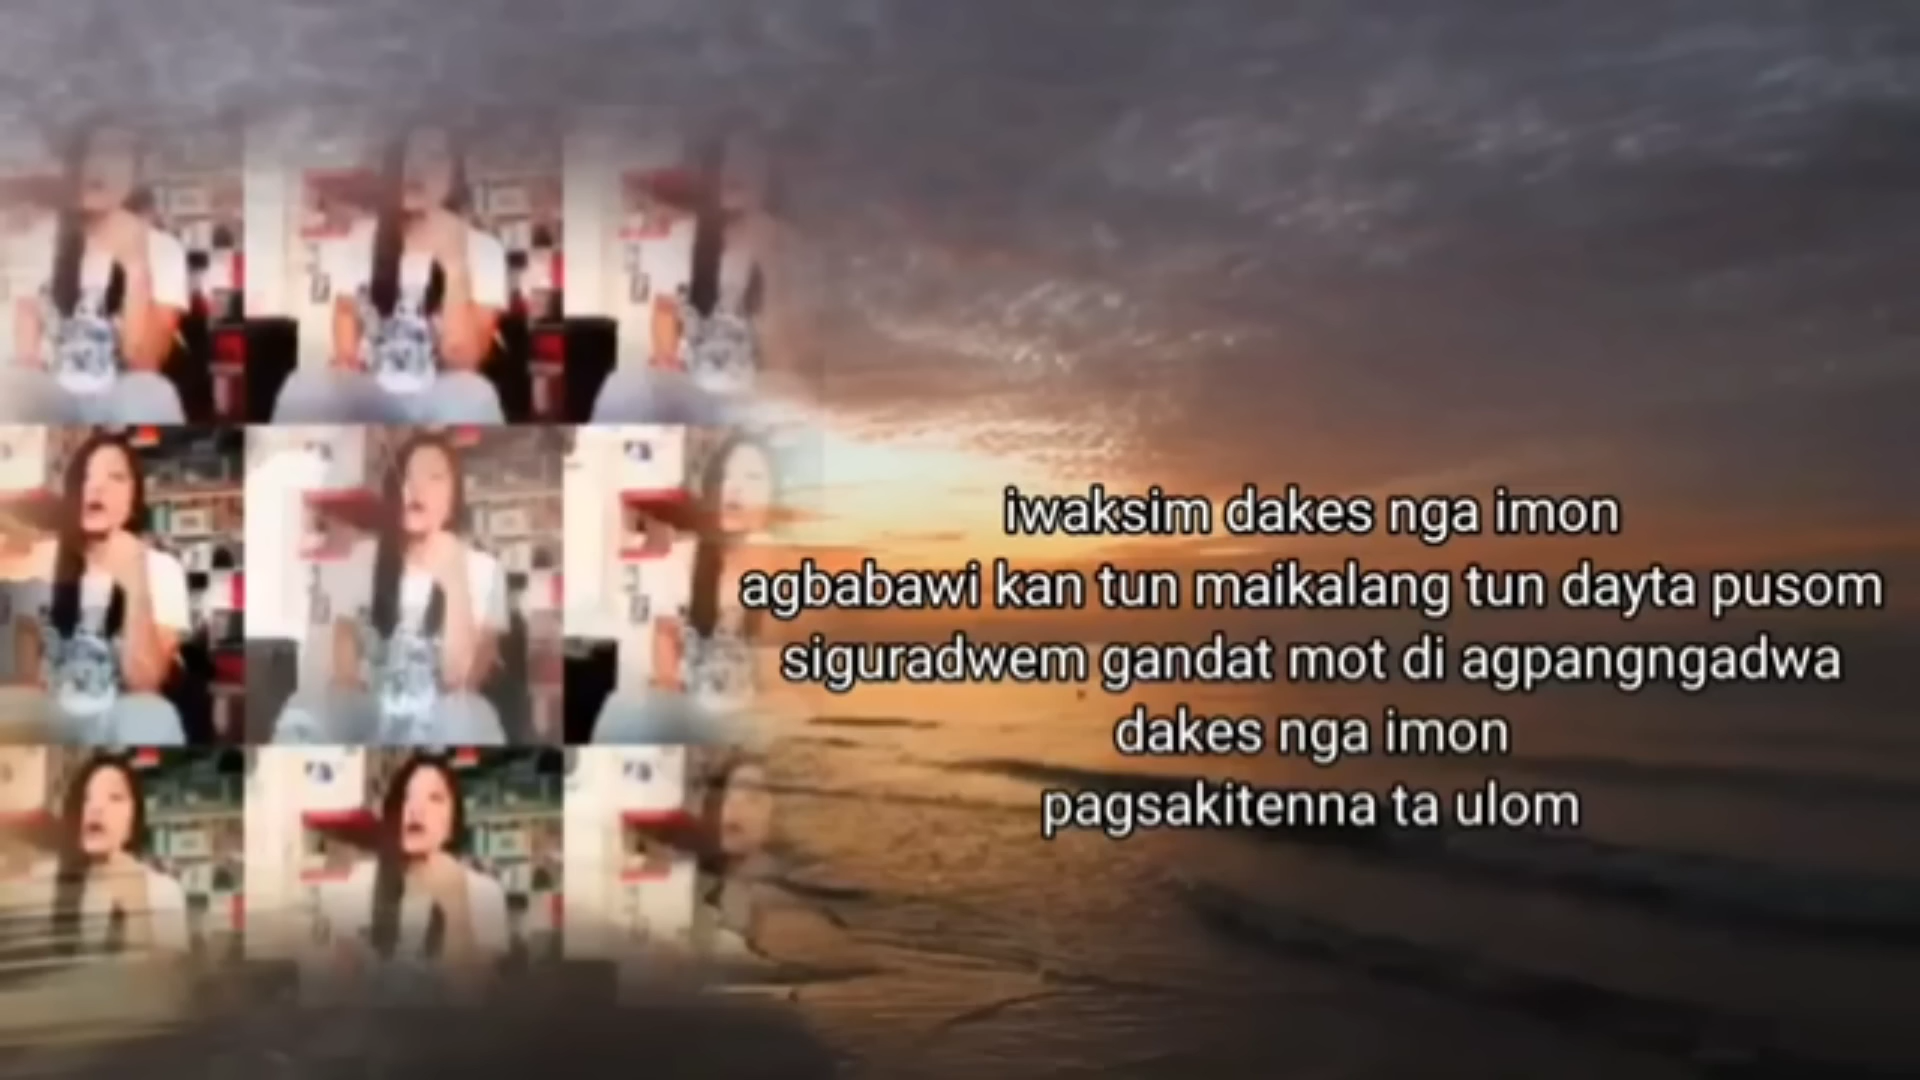 iwaksim dakes nga imon
agbabawi kan tun maikalang tun dayta pusom
siguradwem gandat mot di agpangngadwa
dakes nga imon
pagsakitenna ta ulom